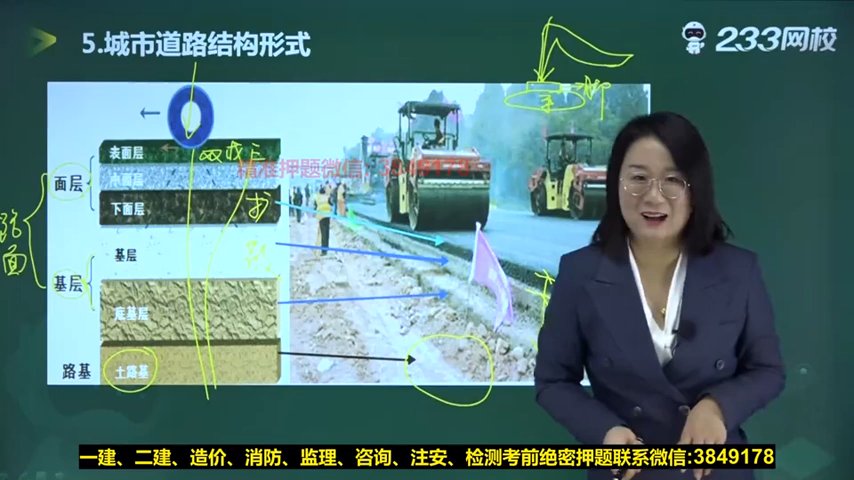 5.城市道路结构形式
233网校
表面层
精准押题微信:3849178
面层
中面层
下面层
路面
基层
基层
底基层
路基
土路基
一建、二建、造价、消防、监理、咨询、注安、检测考前绝密押题联系微信:3849178